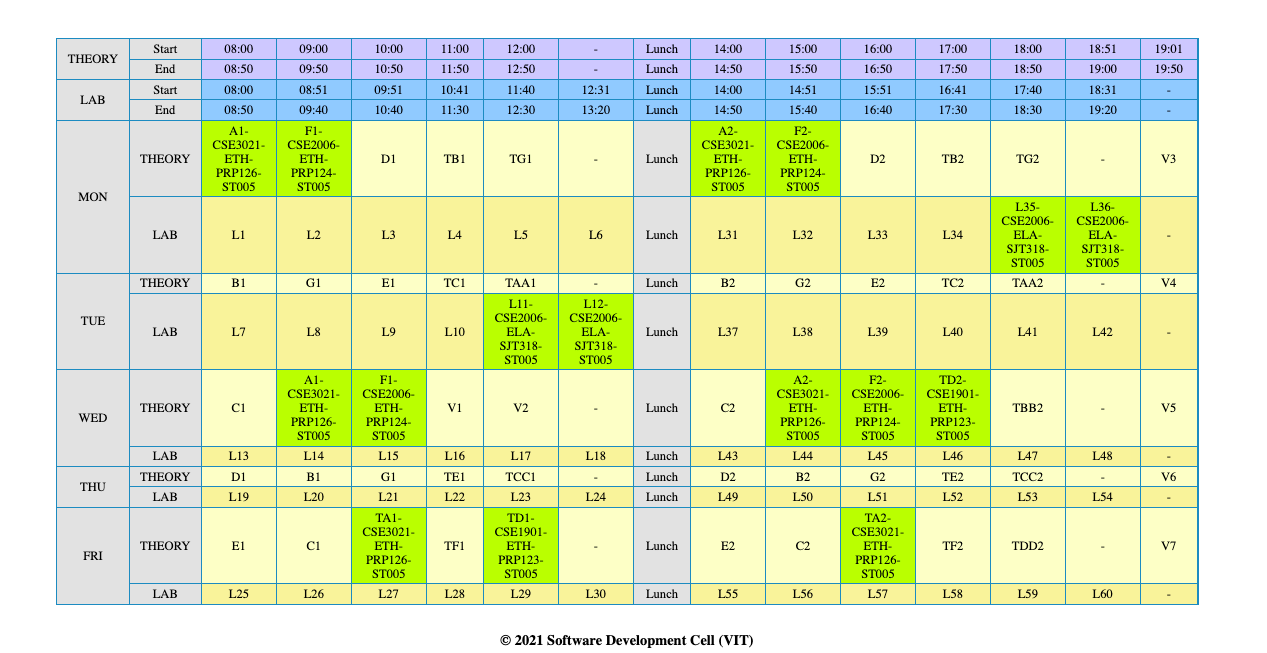 THEORY Start 08:00 09:00 10:00 11:00 12:00 - Lunch 14:00 15:00 16:00 17:00 18:00 18:51 19:01
End 08:50 09:50 10:50 11:50 12:50 - Lunch 14:50 15:50 16:50 17:50 18:50 19:00 19:50
LAB Start 08:00 08:51 09:51 10:41 11:40 12:31 Lunch 14:00 14:51 15:51 16:41 17:40 18:31 -
End 08:50 09:40 10:40 11:30 12:30 13:20 Lunch 14:50 15:40 16:40 17:30 18:30 19:20 -
MON THEORY A1-CSE3021-ETH-PRP126-ST005 F1-CSE2006-ETH-PRP124-ST005 D1 TB1 TG1 - Lunch A2-CSE3021-ETH-PRP126-ST005 F2-CSE2006-ETH-PRP124-ST005 D2 TB2 TG2 - V3
LAB L1 L2 L3 L4 L5 L6 Lunch L31 L32 L33 L34 L35-CSE2006-ELA-SJT318-ST005 L36-CSE2006-ELA-SJT318-ST005 -
TUE THEORY B1 G1 E1 TC1 TAA1 - Lunch B2 G2 E2 TC2 TAA2 - V4
LAB L7 L8 L9 L10 L11-CSE2006-ELA-SJT318-ST005 L12-CSE2006-ELA-SJT318-ST005 Lunch L37 L38 L39 L40 L41 L42 -
WED THEORY C1 A1-CSE3021-ETH-PRP126-ST005 F1-CSE2006-ETH-PRP124-ST005 V1 V2 - Lunch C2 A2-CSE3021-ETH-PRP126-ST005 F2-CSE2006-ETH-PRP124-ST005 TD2-CSE1901-ETH-PRP123-ST005 TBB2 - V5
LAB L13 L14 L15 L16 L17 L18 Lunch L43 L44 L45 L46 L47 L48 -
THU THEORY D1 B1 G1 TE1 TCC1 - Lunch D2 B2 G2 TE2 TCC2 - V6
LAB L19 L20 L21 L22 L23 L24 Lunch L49 L50 L51 L52 L53 L54 -
FRI THEORY E1 C1 TA1-CSE3021-ETH-PRP126-ST005 TF1 TD1-CSE1901-ETH-PRP123-ST005 - Lunch E2 C2 TA2-CSE3021-ETH-PRP126-ST005 TF2 TDD2 - V7
LAB L25 L26 L27 L28 L29 L30 Lunch L55 L56 L57 L58 L59 L60 -
© 2021 Software Development Cell (VIT)